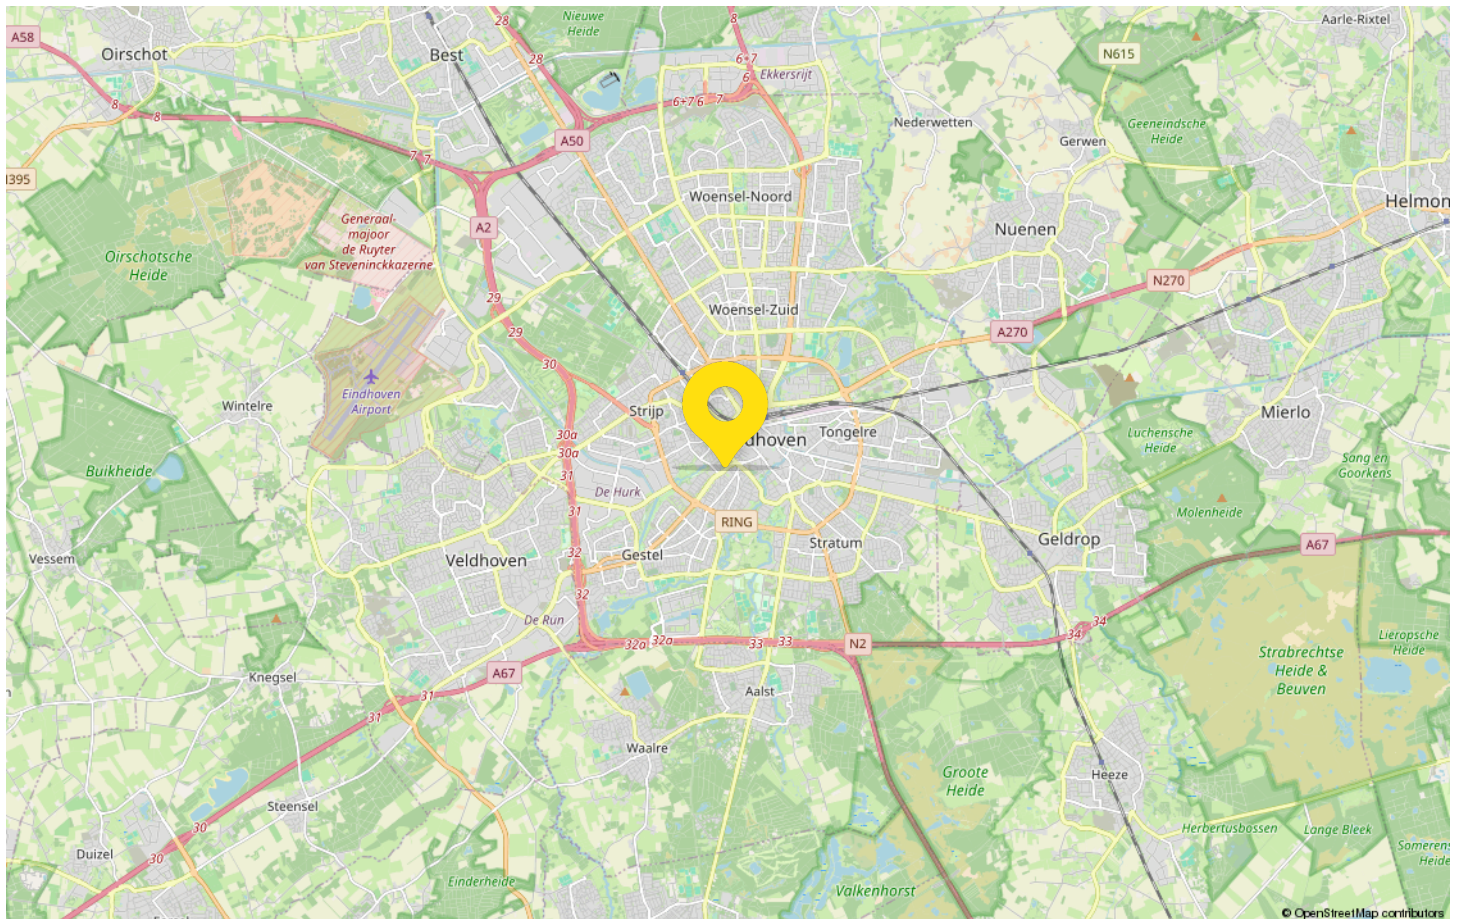 Nieuwe
Heide
28
8
Aarle-Rixtel
A58
Oirschot
Best
28
6+7
N615
6
Ekkersrijt
8
8
6+7 6
7
Nederwetten
Geeneindsche
Heide
A50
Gerwen
7
7
Woensel-Noord
Helmon
Generaal-
majoor
de Ruyter
van Steveninckkazerne
A2
Nuenen
Oirschotsche
Heide
N270
29
Woensel-Zuid
29
A270
30
Eindhoven
Airport
Wintelre
Strijp
Mierlo
30a
dhoven
Tongelre
Luchensche
Heide
30a
Buikheide
31
Sang en
Goorkens
De Hurk
31
Molenheide
RING
Geldrop
Stratum
A67
32
Gestel
Vessem
Veldhoven
32
De Run
34
34
Lieropsche
Heide
32a
32a
33
33
N2
Strabrechtse
Heide &
Beuven
Knegsel
A67
31
Aalst
31
Waalre
Groote
Heide
Heeze
Steensel
30
Herbertusbossen
Lange Bleek
Duizel
30
Someren
Heide
Einderheide
Valkenhorst
© OpenStreetMap contributors